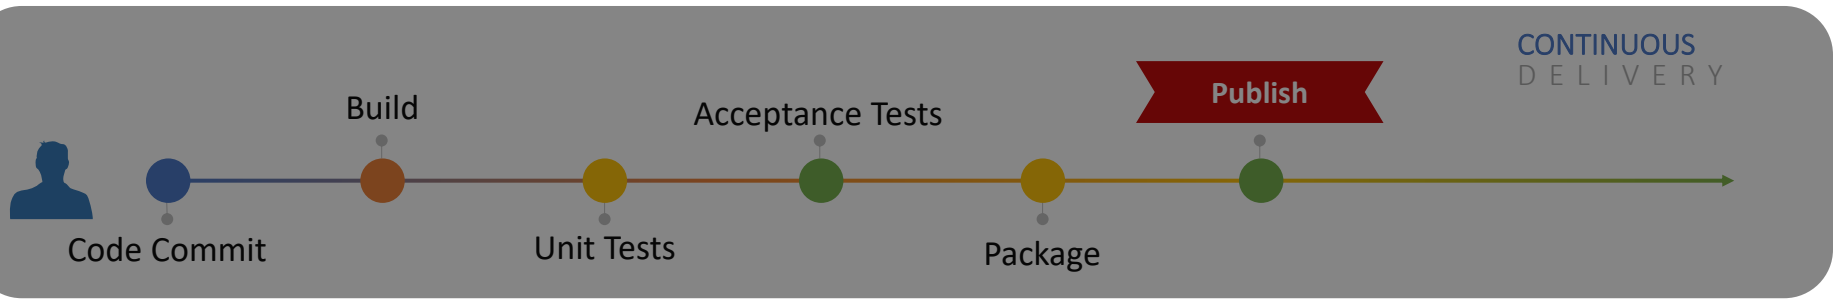 CONTINUOUS
DELIVERY
Build
Acceptance Tests
Publish
Code Commit
Unit Tests
Package